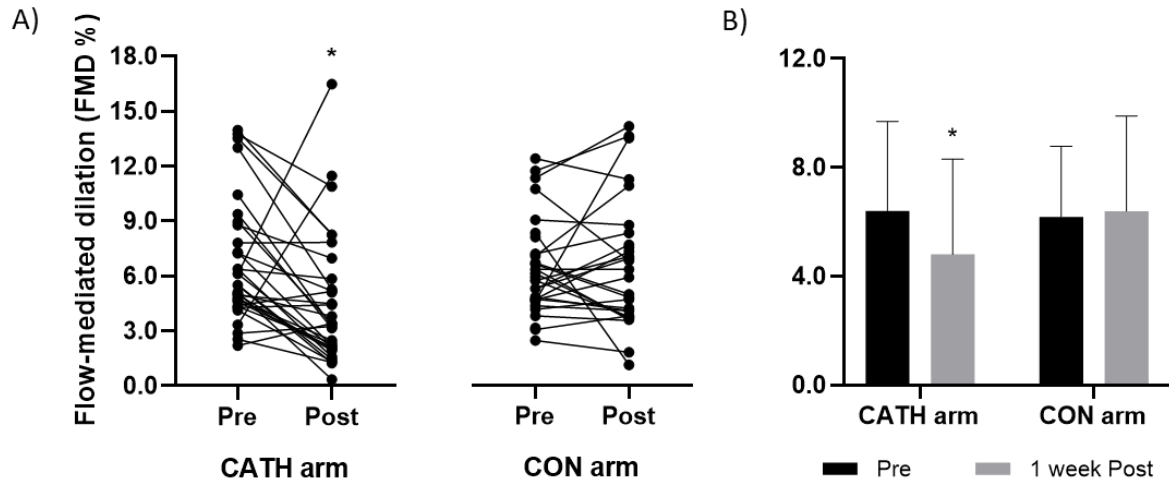 A)
Flow-mediated dilation (FMD %)
18.0
15.0
12.0
9.0
6.0
3.0
0.0
*
Pre Post
CATH arm
Pre Post
CON arm
B)
12.0
8.0
4.0
0.0
*
CATH arm CON arm
Pre 1 week Post